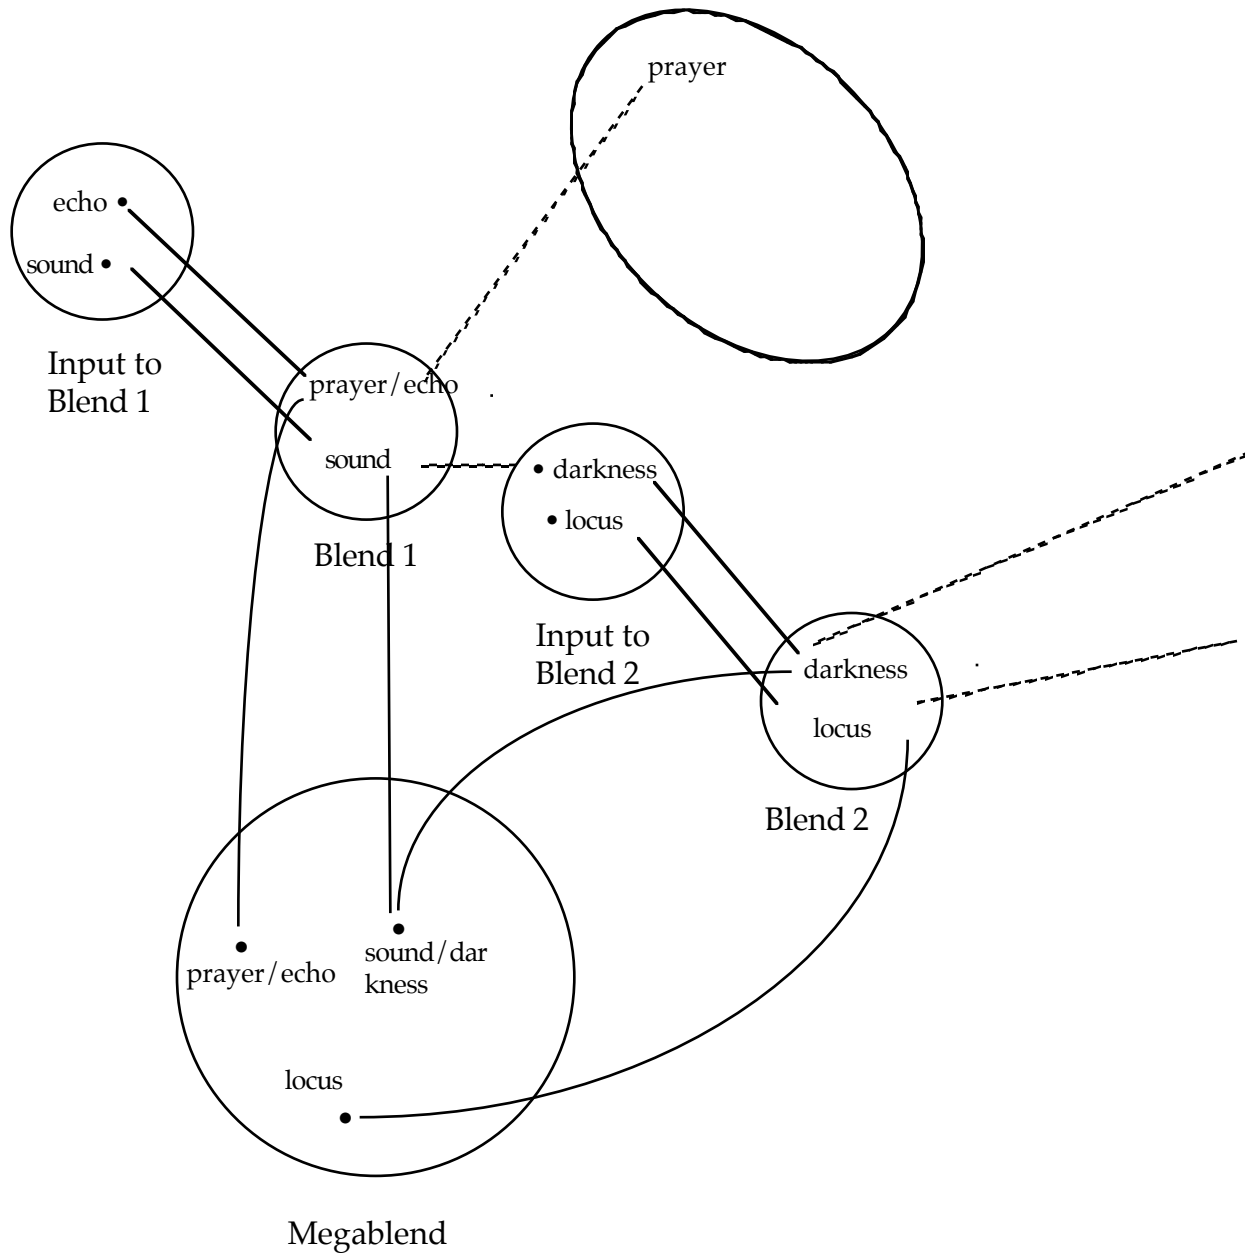 prayer
echo
sound
Input to
Blend 1
prayer/echo
sound
Blend 1
darkness
locus
Input to
Blend 2
darkness
locus
Blend 2
sound/dar
kness
prayer/echo
locus
Megablend